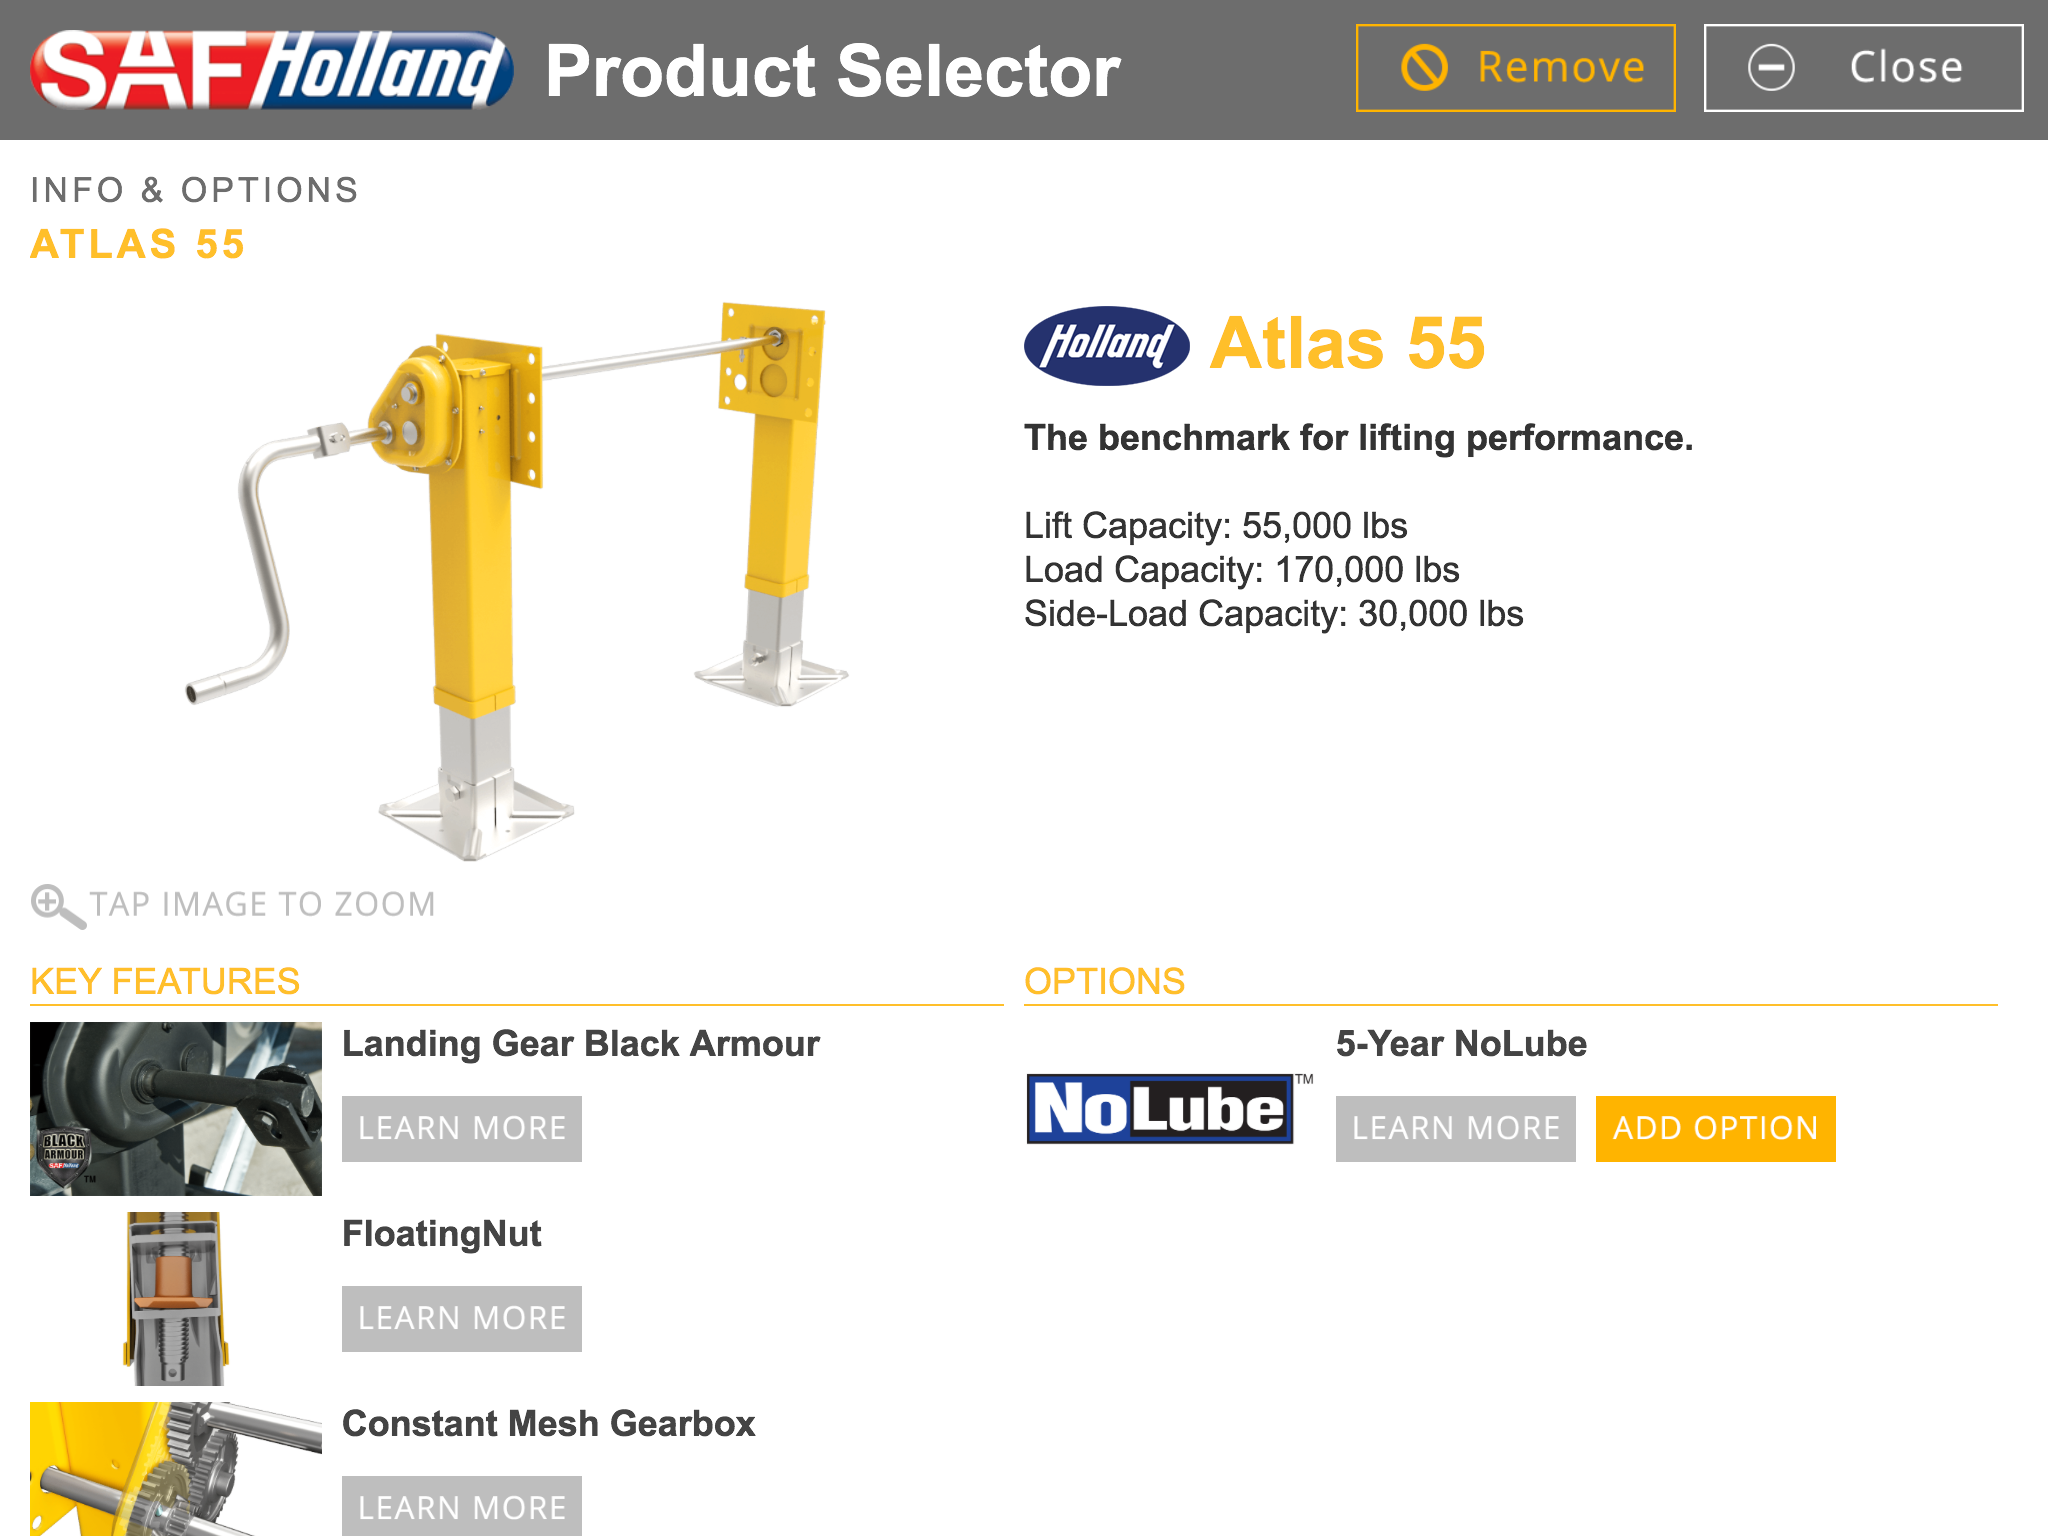 SAF Holland Product Selector
Remove
Close
INFO & OPTIONS
ATLAS 55
Holland Atlas 55
The benchmark for lifting performance.
Lift Capacity: 55,000 lbs
Load Capacity: 170,000 lbs
Side-Load Capacity: 30,000 lbs
TAP IMAGE TO ZOOM
KEY FEATURES
Landing Gear Black Armour
LEARN MORE
BLACK
ARMOUR
SAF Holland
TM
FloatingNut
LEARN MORE
Constant Mesh Gearbox
LEARN MORE
OPTIONS
NoLube™
5-Year NoLube
LEARN MORE
ADD OPTION